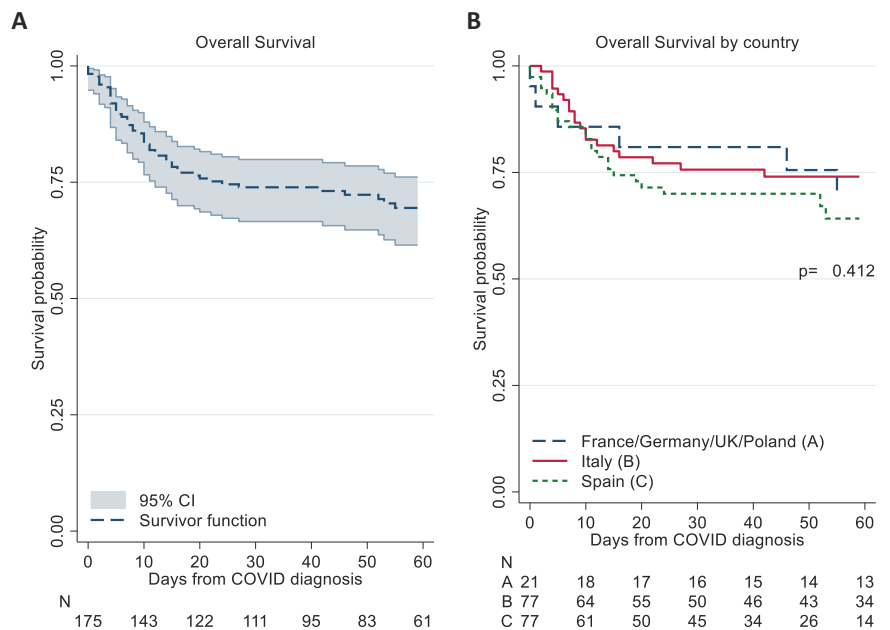 A
Overall Survival
Survival probability
1.00
0.75
0.50
0.25
0.00
95% CI
Survivor function
0 10 20 30 40 50 60
Days from COVID diagnosis
N
175 143 122 111 95 83 61
B
Overall Survival by country
Survival probability
1.00
0.75
0.50
0.25
0.00
p= 0.412
France/Germany/UK/Poland (A)
Italy (B)
Spain (C)
0 10 20 30 40 50 60
Days from COVID diagnosis
N
A 21 18 17 16 15 14 13
B 77 64 55 50 46 43 34
C 77 61 50 45 34 26 14